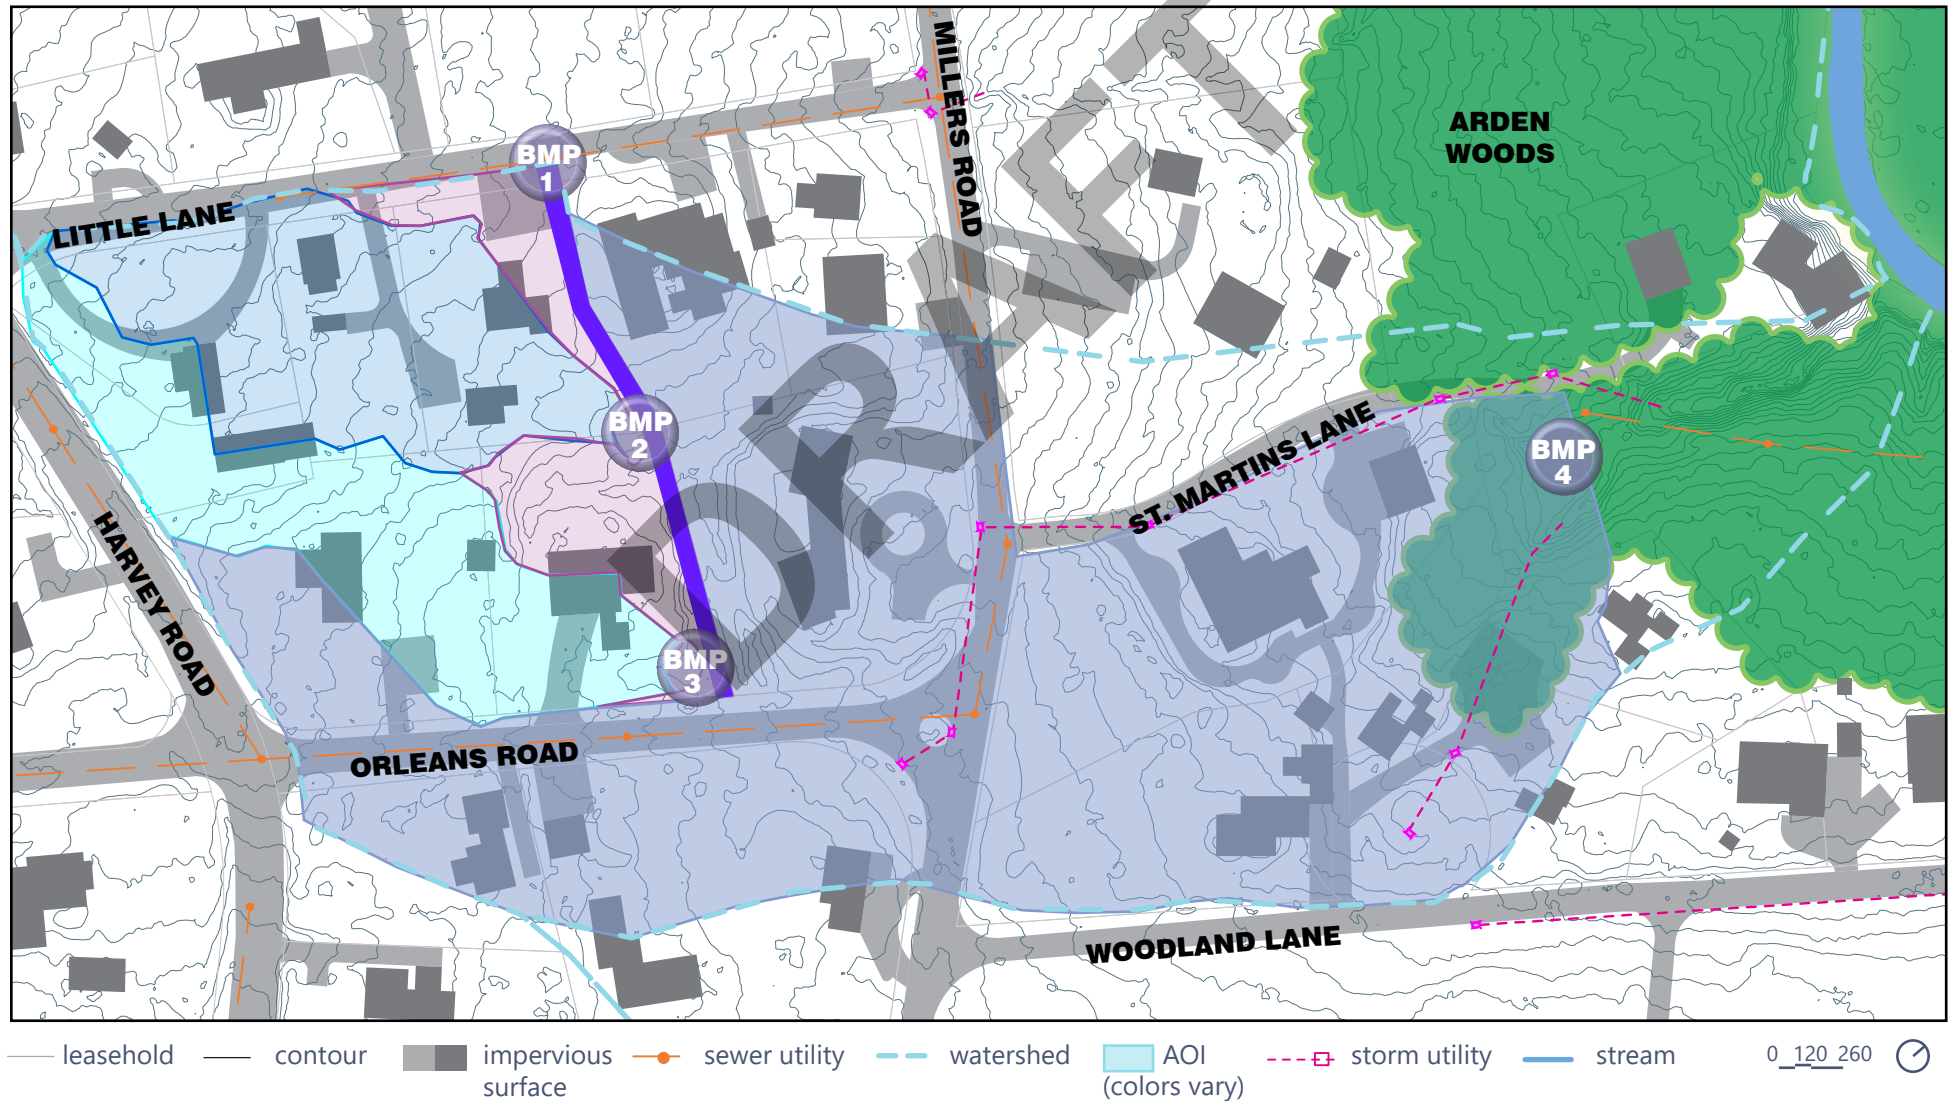 MILLERS ROAD
ARDEN
WOODS
BMP
1
LITTLE LANE
DRAFT
BMP
2
ST. MARTINS LANE
BMP
4
HARVEY ROAD
BMP
3
ORLEANS ROAD
WOODLAND LANE
leasehold
contour
impervious
surface
sewer utility
watershed
AOI
(colors vary)
storm utility
stream
0 120 260